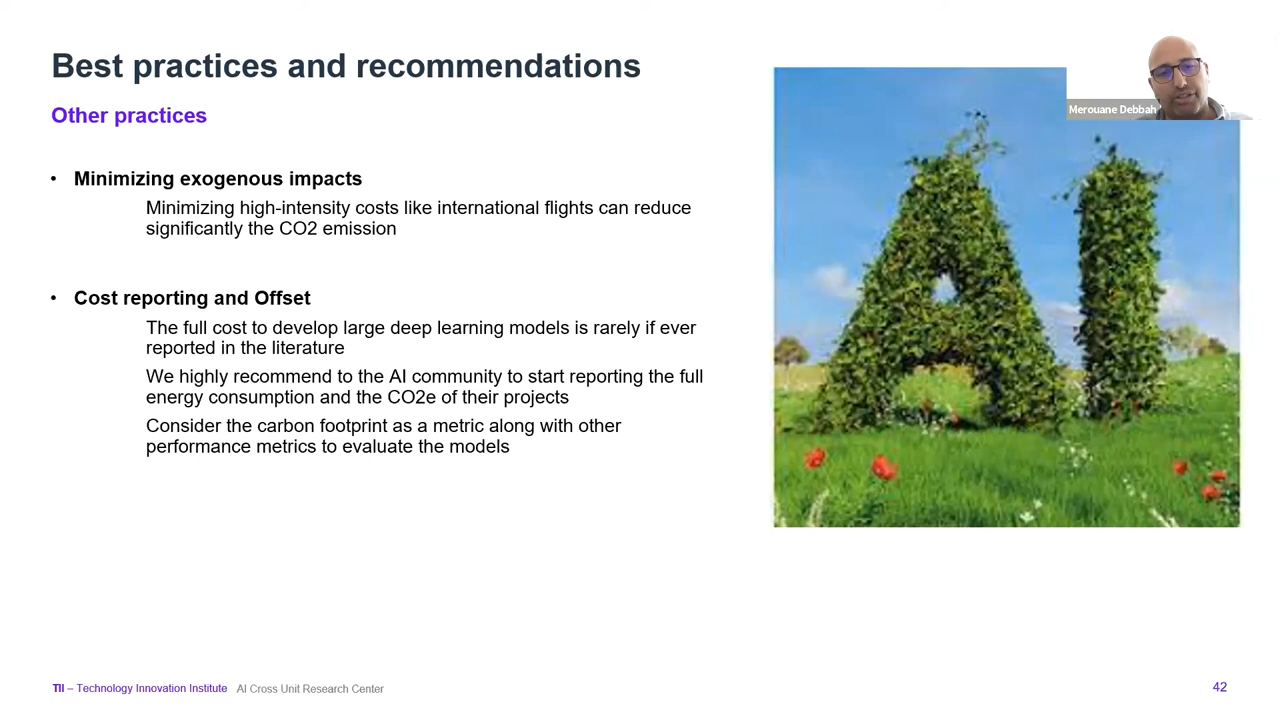 Best practices and recommendations
Merouane Debbah
Other practices
• Minimizing exogenous impacts
Minimizing high-intensity costs like international flights can reduce
significantly the CO2 emission
• Cost reporting and Offset
The full cost to develop large deep learning models is rarely if ever
reported in the literature
We highly recommend to the AI community to start reporting the full
energy consumption and the CO2e of their projects
Consider the carbon footprint as a metric along with other
performance metrics to evaluate the models
AI
TII – Technology Innovation Institute AI Cross Unit Research Center
42